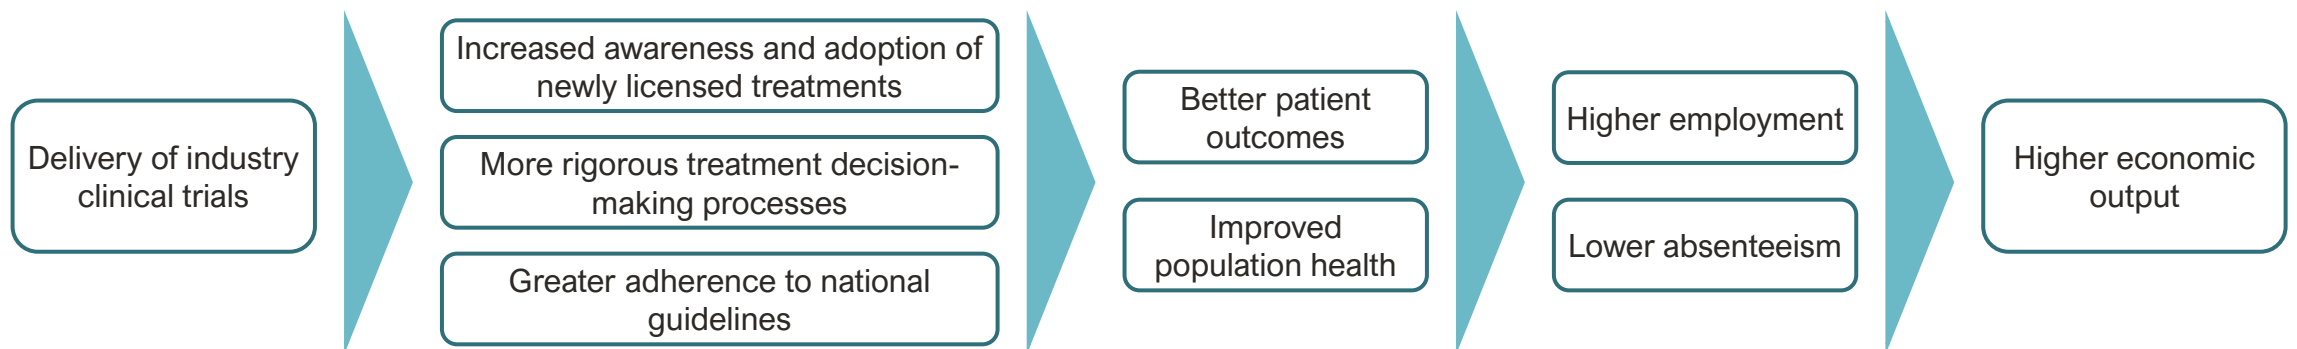 Delivery of industry
clinical trials
Increased awareness and adoption of
newly licensed treatments
More rigorous treatment decision-
making processes
Greater adherence to national
guidelines
Better patient
outcomes
Improved
population health
Higher employment
Lower absenteeism
Higher economic
output